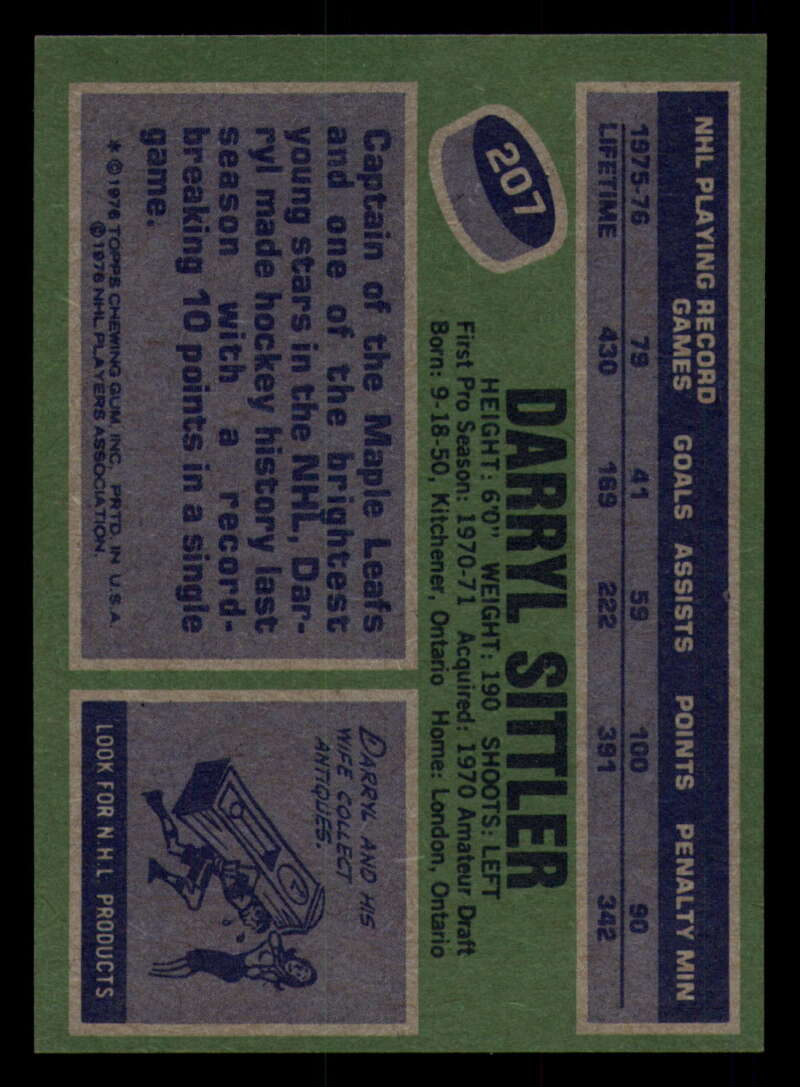 NHL PLAYING RECORD
GAMES GOALS ASSISTS POINTS PENALTY MIN
1975-76 79 41 59 100 90
LIFETIME 430 169 222 391 342
207
DARRYL SITTLER
HEIGHT: 6'0" WEIGHT: 190 SHOOTS: LEFT
First Pro Season: 1970-71 Acquired: 1970 Amateur Draft
Born: 9-18-50, Kitchener, Ontario Home: London, Ontario
Captain of the Maple Leafs
and one of the brightest
young stars in the NHL, Dar-
ryl made hockey history last
season with a record-
breaking 10 points in a single
game.
* © 1976 TOPPS CHEWING GUM, INC. PRTD. IN U.S.A.
© 1976 NHL PLAYERS ASSOCIATION.
DARRYL AND HIS
WIFE COLLECT
ANTIQUES.
LOOK FOR N.H.L PRODUCTS